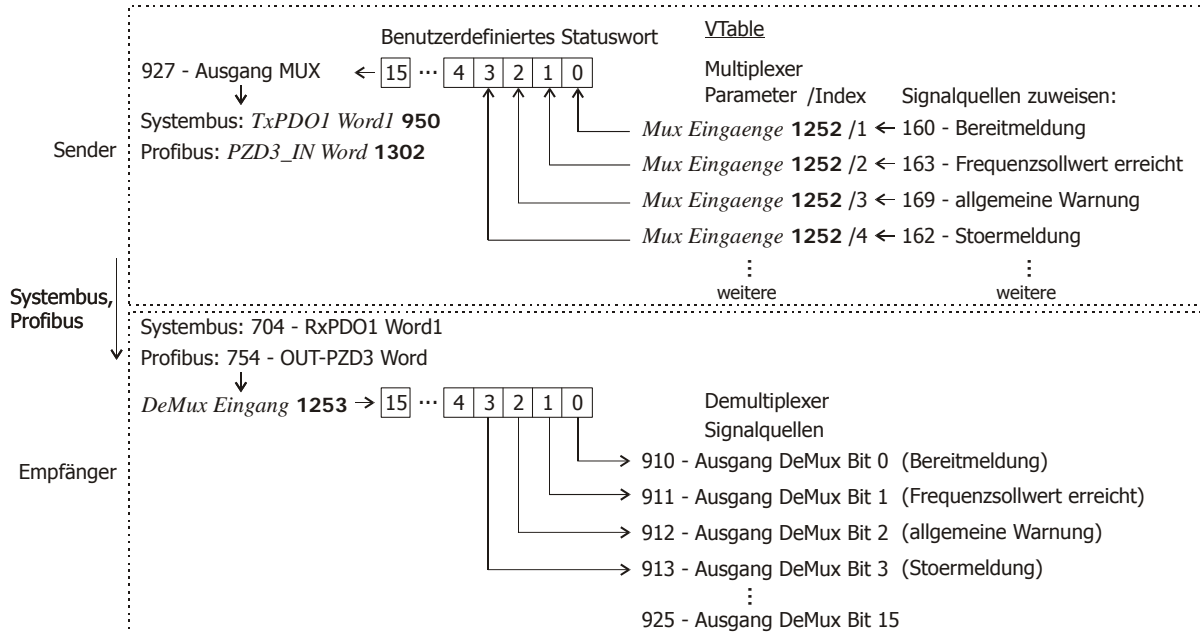 Benutzerdefiniertes Statuswort
VTable
927 - Ausgang MUX ← 15 ··· 4 3 2 1 0
Multiplexer
Parameter /Index Signalquellen zuweisen:
Systembus: TxPDO1 Word1 950
Profibus: PZD3_IN Word 1302
Sender
Mux Eingaenge 1252 /1 ← 160 - Bereitmeldung
Mux Eingaenge 1252 /2 ← 163 - Frequenzsollwert erreicht
Mux Eingaenge 1252 /3 ← 169 - allgemeine Warnung
Mux Eingaenge 1252 /4 ← 162 - Stoermeldung
weitere weitere
Systembus,
Profibus
Systembus: 704 - RxPDO1 Word1
Profibus: 754 - OUT-PZD3 Word
DeMux Eingang 1253 → 15 ··· 4 3 2 1 0
Demultiplexer
Signalquellen
Empfänger
910 - Ausgang DeMux Bit 0 (Bereitmeldung)
911 - Ausgang DeMux Bit 1 (Frequenzsollwert erreicht)
912 - Ausgang DeMux Bit 2 (allgemeine Warnung)
913 - Ausgang DeMux Bit 3 (Stoermeldung)
925 - Ausgang DeMux Bit 15